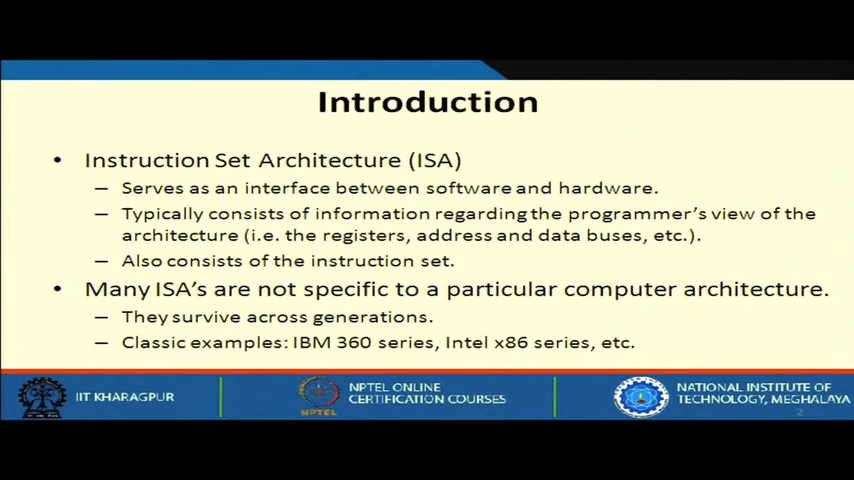 Introduction
• Instruction Set Architecture (ISA)
– Serves as an interface between software and hardware.
– Typically consists of information regarding the programmer's view of the
architecture (i.e. the registers, address and data buses, etc.).
– Also consists of the instruction set.
• Many ISA's are not specific to a particular computer architecture.
– They survive across generations.
– Classic examples: IBM 360 series, Intel x86 series, etc.
IIT KHARAGPUR
NPTEL
NPTEL ONLINE
CERTIFICATION COURSES
NATIONAL INSTITUTE OF
TECHNOLOGY, MEGHALAYA
2